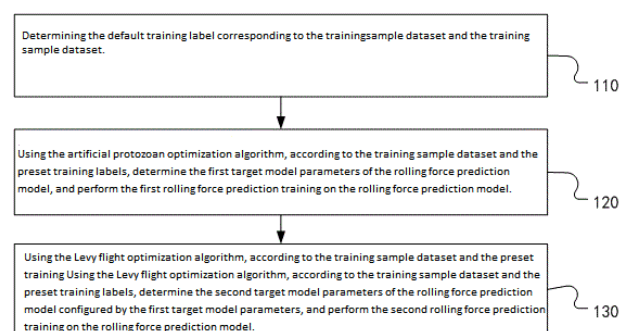 Determining the default training label corresponding to the trainingsample dataset and the training
sample dataset.
110
Using the artificial protozoan optimization algorithm, according to the training sample dataset and the
preset training labels, determine the first target model parameters of the rolling force prediction
model, and perform the first rolling force prediction training on the rolling force prediction model.
120
Using the Levy flight optimization algorithm, according to the training sample dataset and the preset
training Using the Levy flight optimization algorithm, according to the training sample dataset and the
preset training labels, determine the second target model parameters of the rolling force prediction
model configured by the first target model parameters, and perform the second rolling force prediction
training on the rolling force prediction model.
130